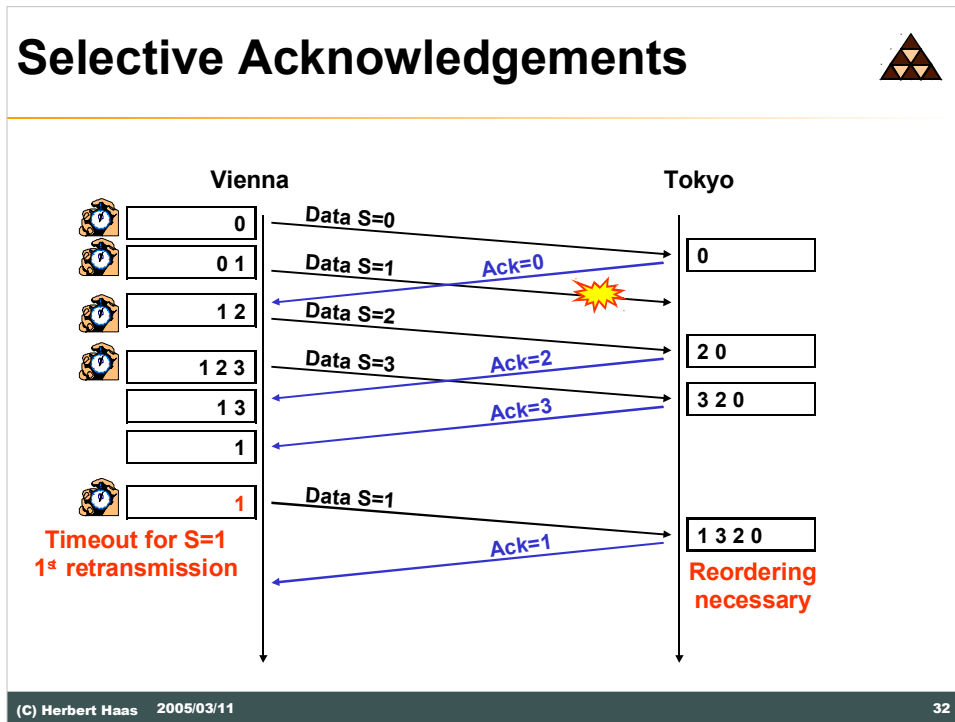 Selective Acknowledgements
Vienna
Tokyo
0
Data S=0
0
0 1
Data S=1
Ack=0
1 2
Data S=2
2 0
1 2 3
Data S=3
Ack=2
3 2 0
1 3
Ack=3
1
1
Data S=1
1 3 2 0
Timeout for S=1
1st retransmission
Ack=1
Reordering
necessary
(C) Herbert Haas 2005/03/11
32